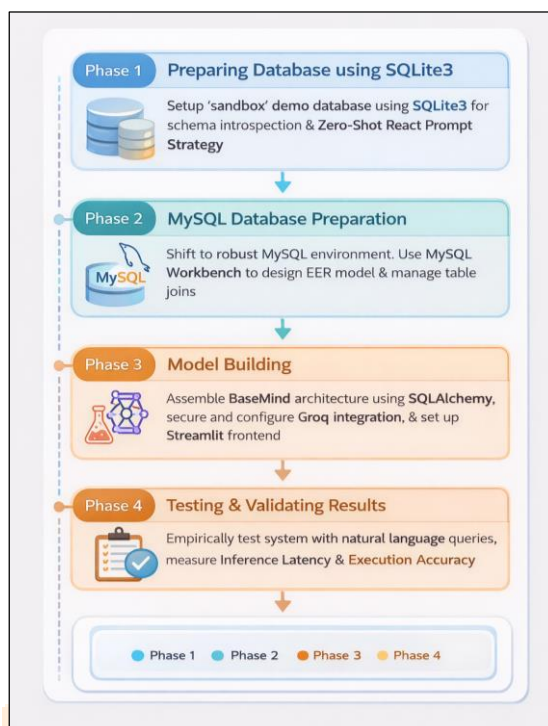 Phase 1 Preparing Database using SQLite3
Setup ‘sandbox’ demo database using SQLite3 for
schema introspection & Zero-Shot React Prompt
Strategy
Phase 2 MySQL Database Preparation
MySQL
Shift to robust MySQL environment. Use MySQL
Workbench to design EER model & manage table
joins
Phase 3 Model Building
Assemble BaseMind architecture using SQLAlchemy,
secure and configure Groq integration, & set up
Streamlit frontend
Phase 4 Testing & Validating Results
Empirically test system with natural language queries,
measure Inference Latency & Execution Accuracy
Phase 1 Phase 2 Phase 3 Phase 4